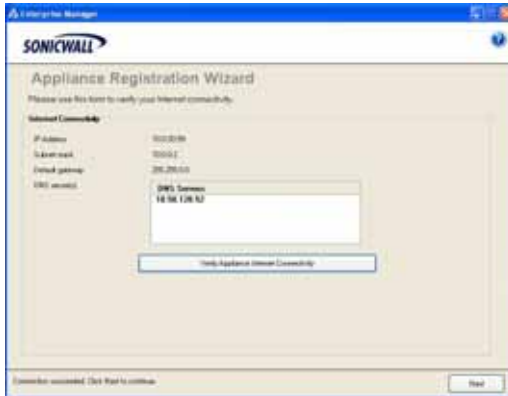 Enterprise Manager
SONICWALL
Appliance Registration Wizard
Please use this form to verify your Internet connectivity.
Internet Connectivity
IP Address
Subnet mask
Default gateway
DNS server(s)
DNS Servers
Verify Appliance Internet Connectivity
Connection succeeded. Click Next to continue.
Next